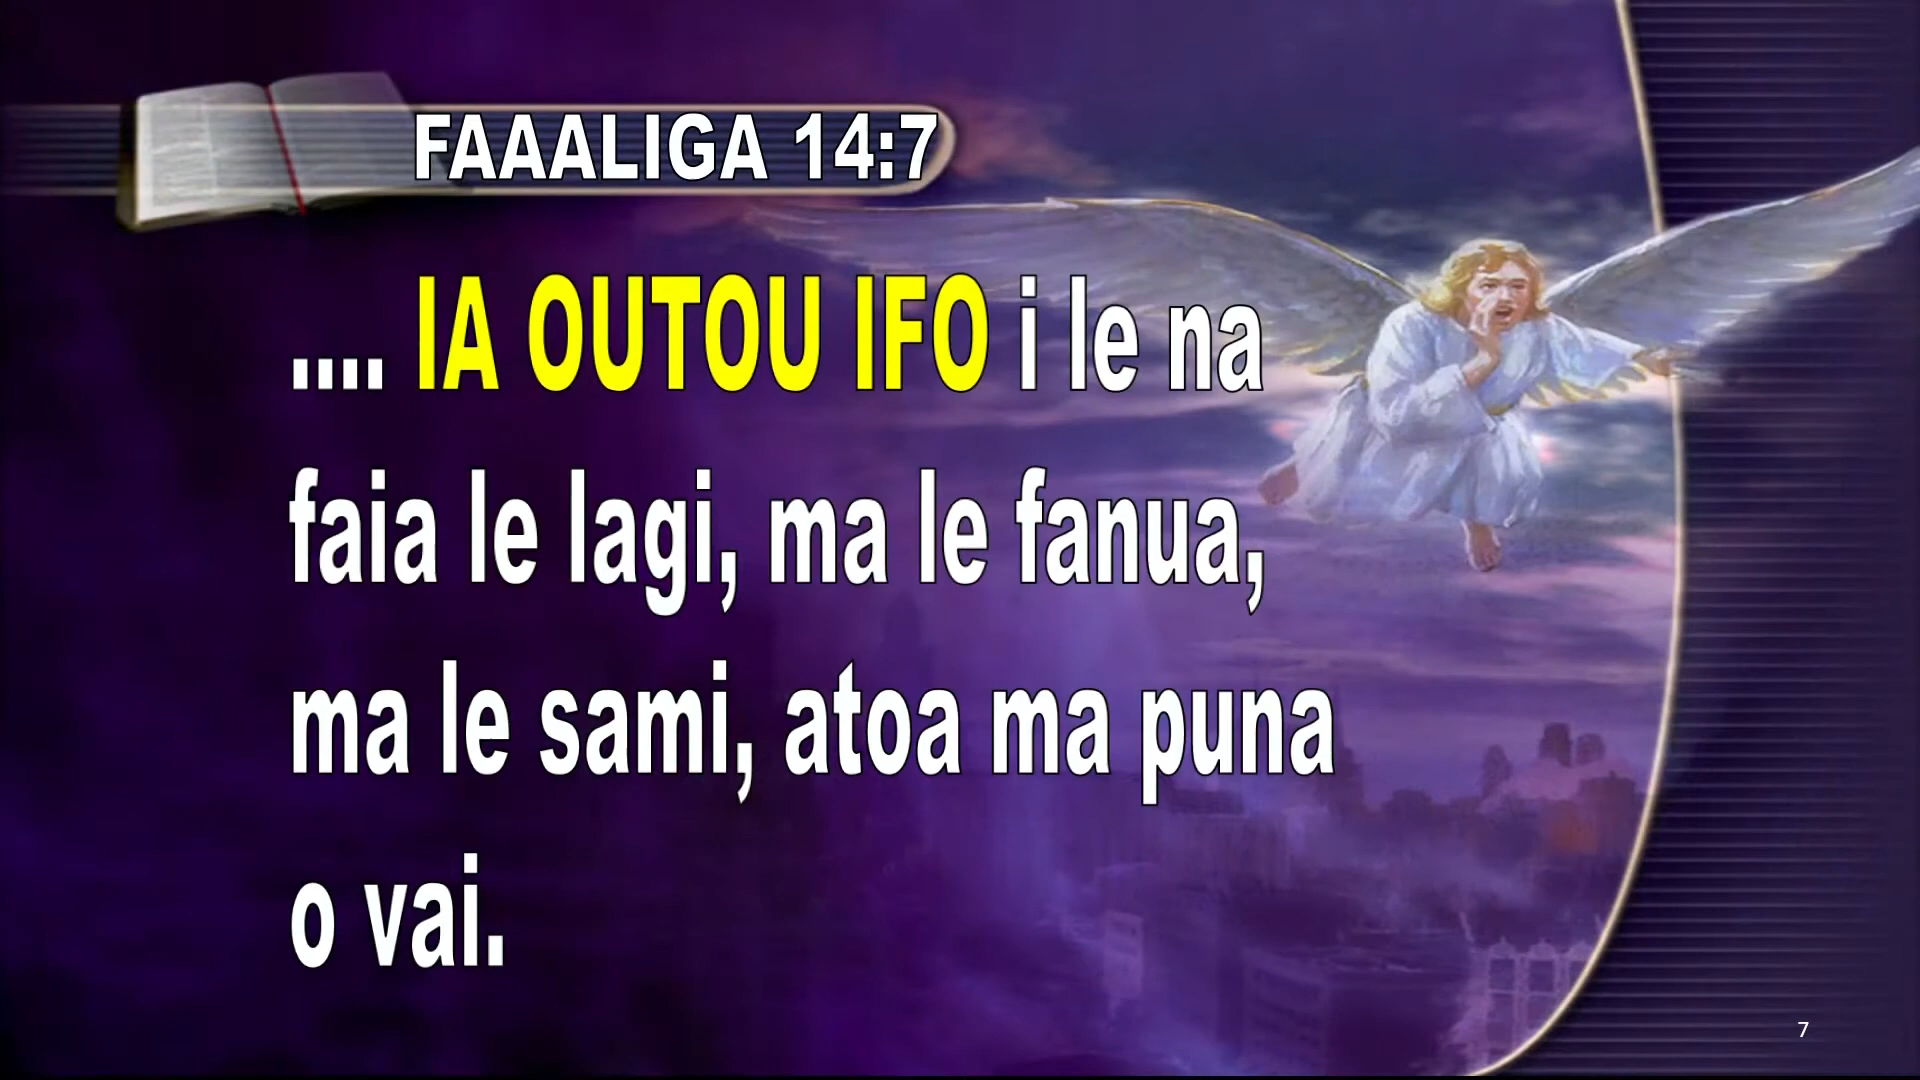 FAAALIGA 14:7
.... IA OUTOU IFO i le na
faia le lagi, ma le fanua,
ma le sami, atoa ma puna
o vai.
7